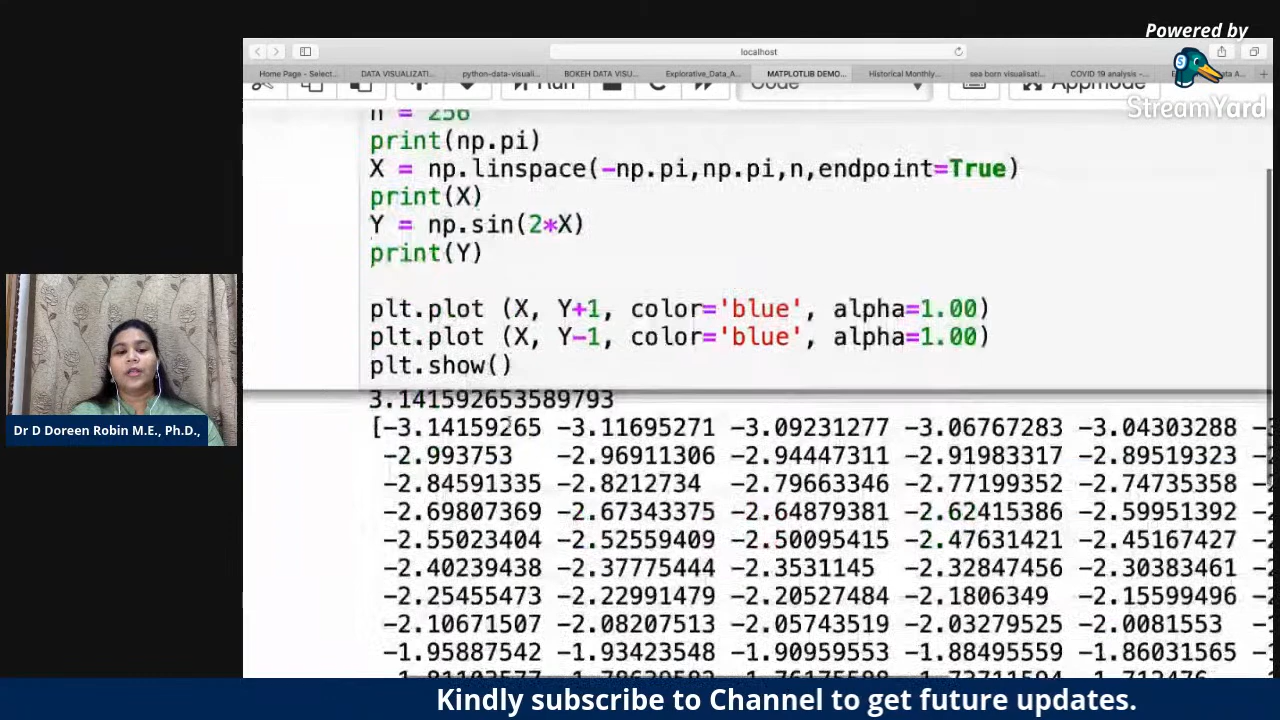 Powered by
StreamYard
localhost
Home Page - Select...
DATA VISUALIZATI...
python-data-visuali...
BOKEH DATA VISU...
Explorative_Data_A...
MATPLOTLIB DEMO...
Historical Monthly...
sea born visualisati...
COVID 19 analysis -...
Run
Code
Appmode
n = 256
print(np.pi)
X = np.linspace(-np.pi,np.pi,n,endpoint=True)
print(X)
Y = np.sin(2*X)
print(Y)
plt.plot (X, Y+1, color='blue', alpha=1.00)
plt.plot (X, Y-1, color='blue', alpha=1.00)
plt.show()
3.141592653589793
[-3.14159265 -3.11695271 -3.09231277 -3.06767283 -3.04303288
-2.993753 -2.96911306 -2.94447311 -2.91983317 -2.89519323
-2.84591335 -2.8212734 -2.79663346 -2.77199352 -2.74735358
-2.69807369 -2.67343375 -2.64879381 -2.62415386 -2.59951392
-2.55023404 -2.52559409 -2.50095415 -2.47631421 -2.45167427
-2.40239438 -2.37775444 -2.3531145 -2.32847456 -2.30383461
-2.25455473 -2.22991479 -2.20527484 -2.1806349 -2.15599496
-2.10671507 -2.08207513 -2.05743519 -2.03279525 -2.0081553
-1.95887542 -1.93423548 -1.90959553 -1.88495559 -1.86031565
Dr D Doreen Robin M.E., Ph.D.,
Kindly subscribe to Channel to get future updates.